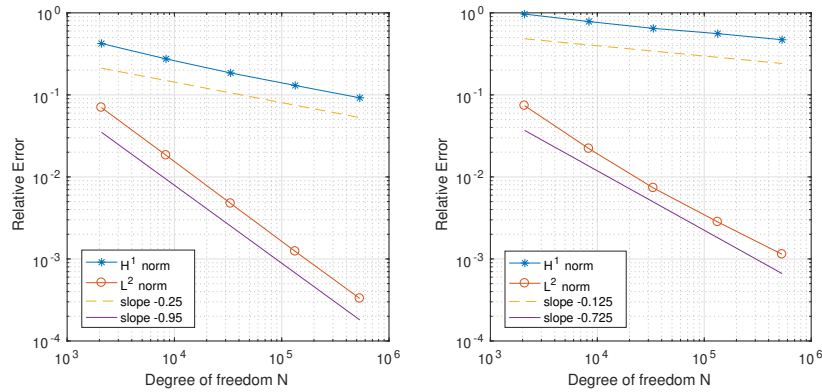 10^0
10^-1
10^-2
10^-3
10^-4
Relative Error
H^1 norm
L^2 norm
slope -0.25
slope -0.95
10^3
10^4
10^5
10^6
Degree of freedom N
10^0
10^-1
10^-2
10^-3
10^-4
Relative Error
H^1 norm
L^2 norm
slope -0.125
slope -0.725
10^3
10^4
10^5
10^6
Degree of freedom N